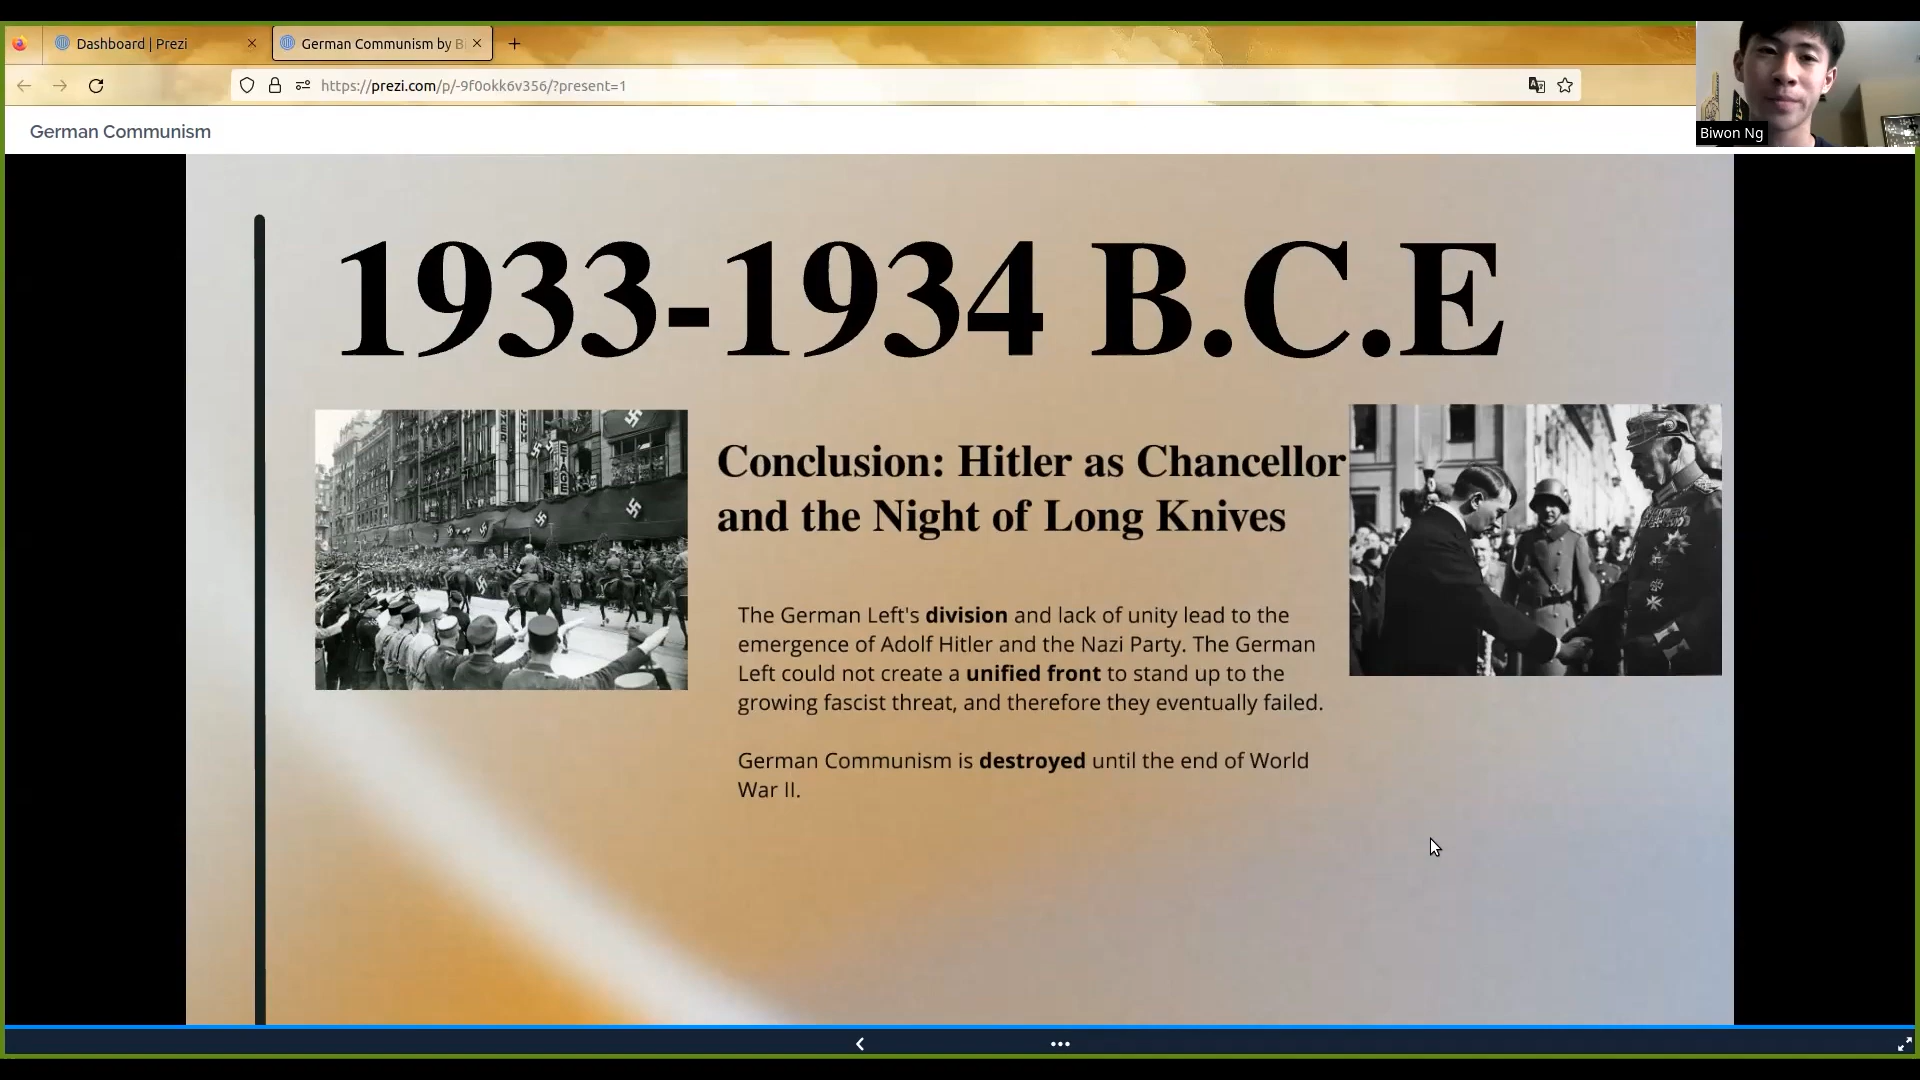 Dashboard | Prezi
German Communism by B
https://prezi.com/p/-9f0okk6v356/?present=1
Biwon Ng
German Communism
1933-1934 B.C.E
Conclusion: Hitler as Chancellor
and the Night of Long Knives
ETAGE
The German Left's division and lack of unity lead to the
emergence of Adolf Hitler and the Nazi Party. The German
Left could not create a unified front to stand up to the
growing fascist threat, and therefore they eventually failed.
German Communism is destroyed until the end of World
War II.